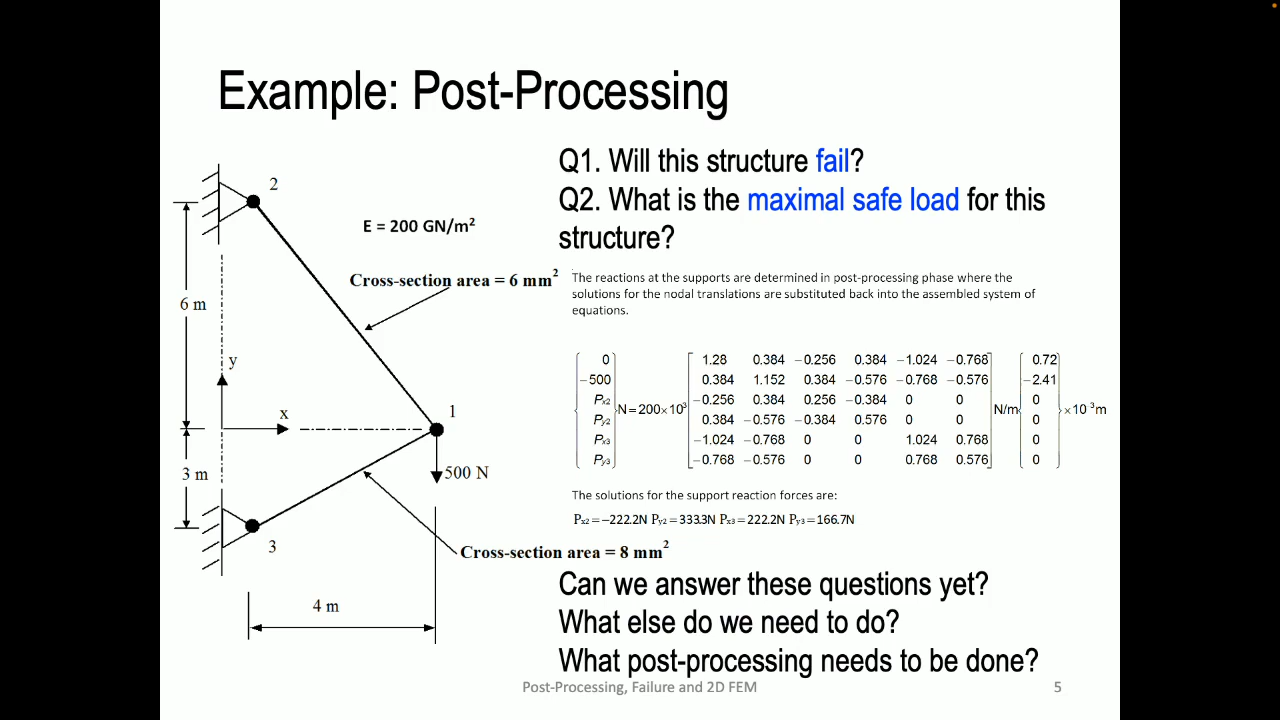 Example: Post-Processing
Q1. Will this structure fail?
Q2. What is the maximal safe load for this
structure?
2
E = 200 GN/m²
Cross-section area = 6 mm²
6 m
y
x
1
3 m
500 N
3
Cross-section area = 8 mm²
4 m
The reactions at the supports are determined in post-processing phase where the
solutions for the nodal translations are substituted back into the assembled system of
equations.
0 1.28 0.384 −0.256 0.384 −1.024 −0.768 0.72
−500 0.384 1.152 0.384 −0.576 −0.768 −0.576 −2.41
Px2 −0.256 0.384 0.256 −0.384 0 0 0
N=200×10³ N/m ×10 ³m
Py2 0.384 −0.576 −0.384 0.576 0 0 0
Px3 −1.024 −0.768 0 0 1.024 0.768 0
Py3 −0.768 −0.576 0 0 0.768 0.576 0
The solutions for the support reaction forces are:
Px2=−222.2N Py2=333.3N Px3=222.2N Py3=166.7N
Can we answer these questions yet?
What else do we need to do?
What post-processing needs to be done?
Post-Processing, Failure and 2D FEM
5